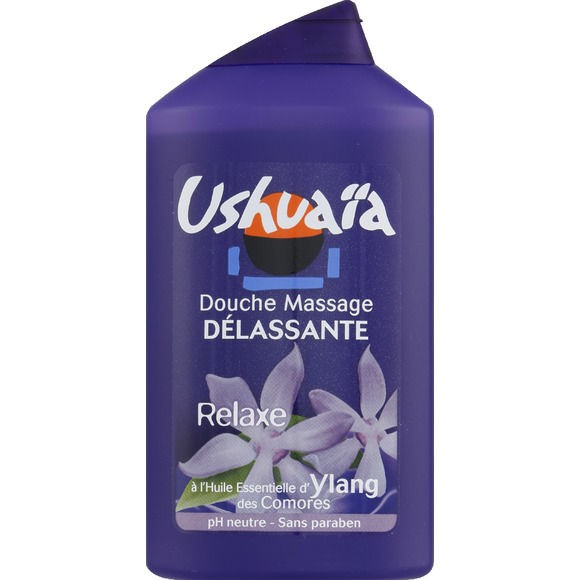 Ushuaïa
Douche Massage
DÉLASSANTE
Relaxe
à l'Huile Essentielle d'Ylang
des Comores
pH neutre - Sans paraben